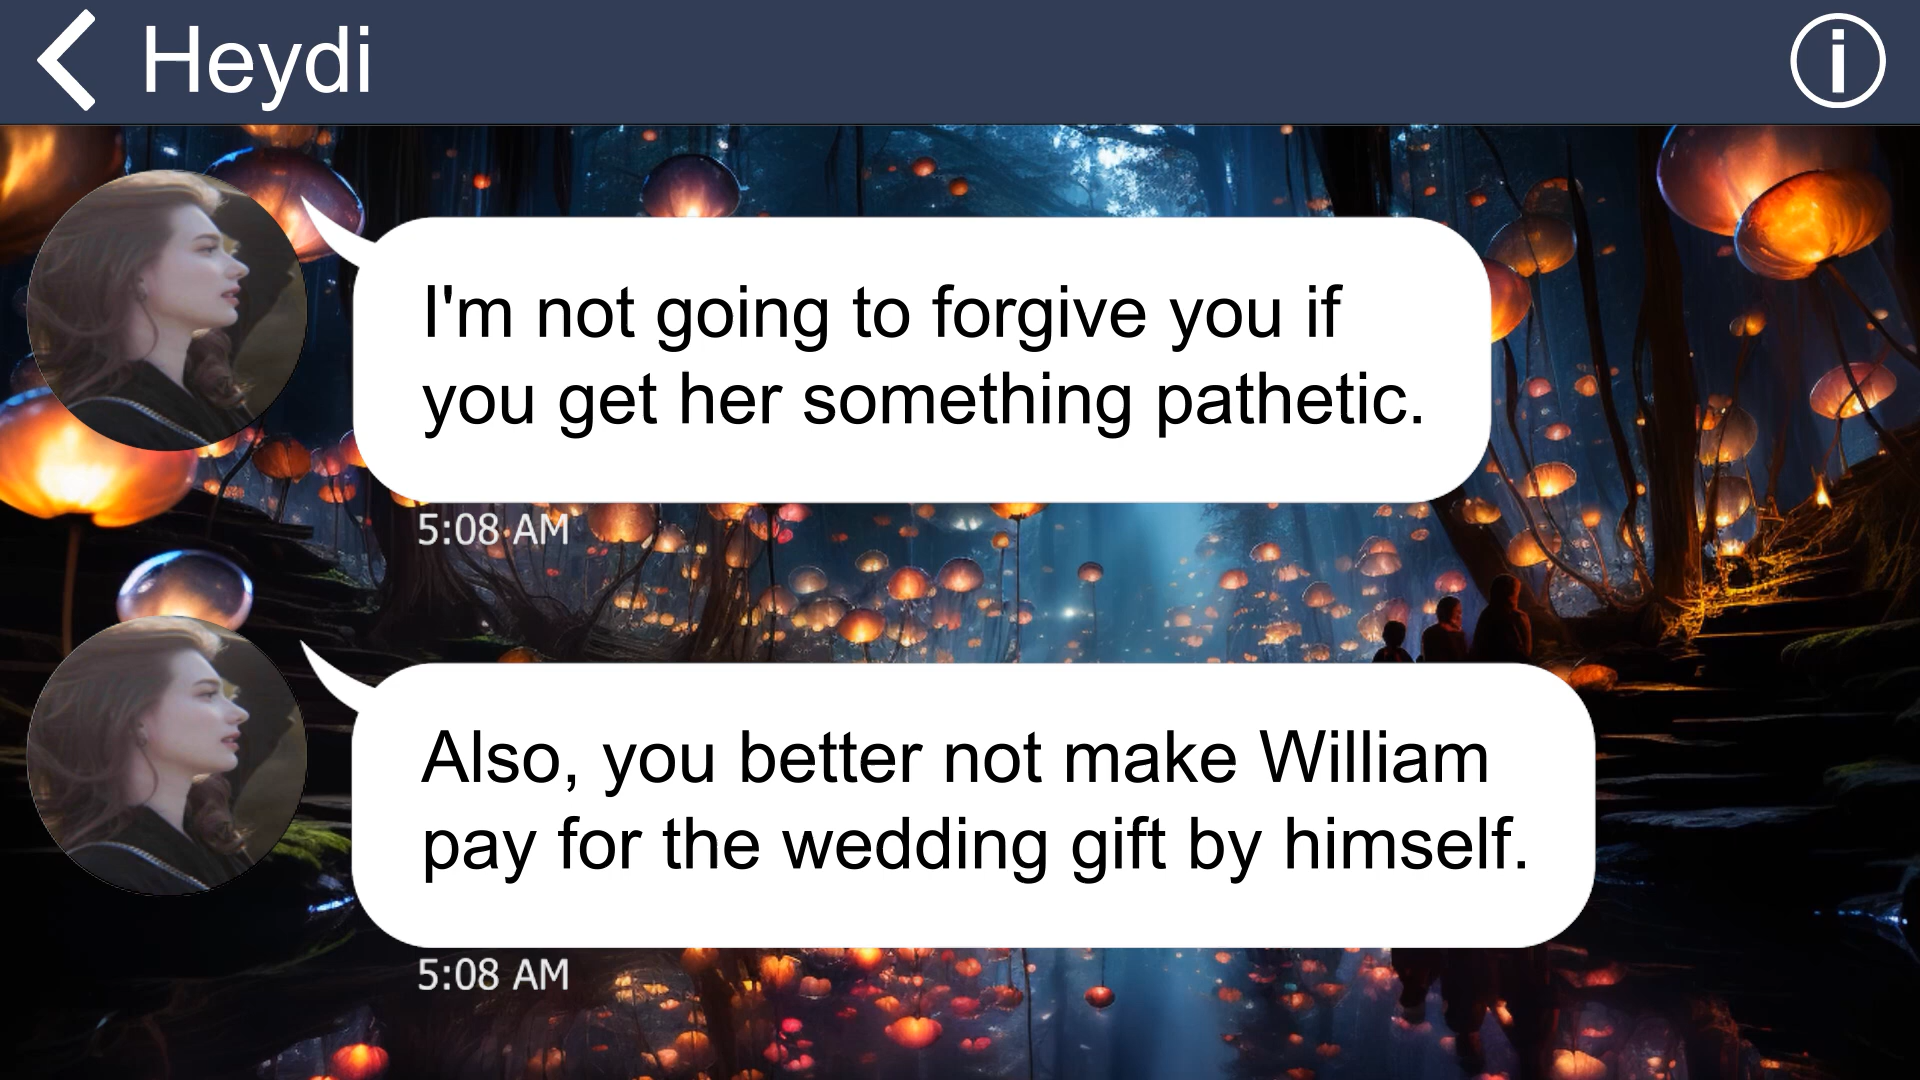 Heydi
I'm not going to forgive you if
you get her something pathetic.
5:08 AM
Also, you better not make William
pay for the wedding gift by himself.
5:08 AM